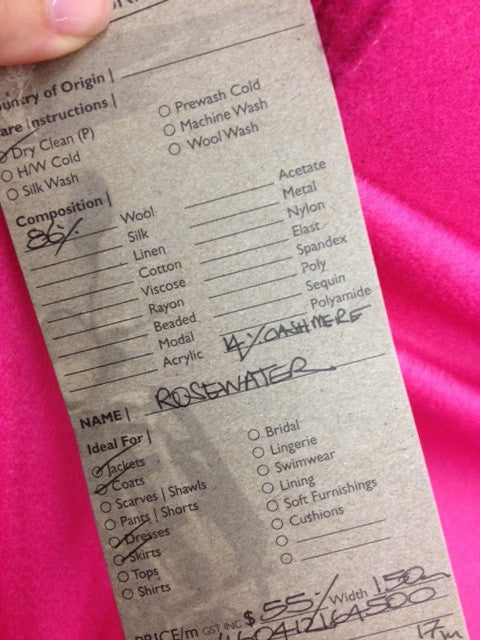 ountry of Origin |
are Instructions |
Dry Clean (P)
H/W Cold
Silk Wash
Prewash Cold
Machine Wash
Wool Wash
Composition |
86% Wool
Silk
Linen
Cotton
Viscose
Rayon
Beaded
Modal
Acrylic
Acetate
Metal
Nylon
Elast
Spandex
Poly
Sequin
Polyamide
14% CASHMERE
NAME | ROSEWATER
Ideal For |
Jackets
Coats
Scarves | Shawls
Pants | Shorts
Dresses
Skirts
Tops
Shirts
Bridal
Lingerie
Swimwear
Lining
Soft Furnishings
Cushions
PRICE/m GST INC $ 55/ Width 150m